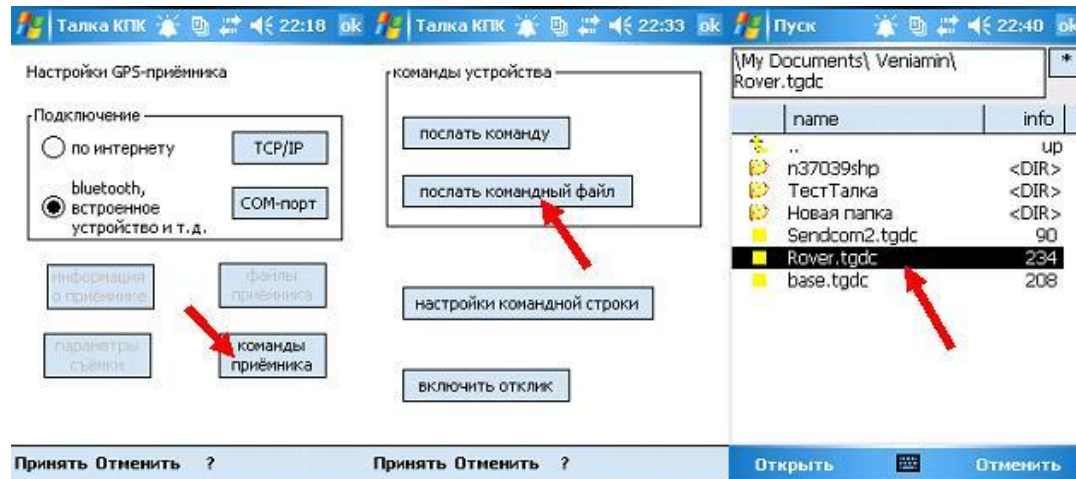 Талка КПК 22:18 ok
Настройки GPS-приёмника
Подключение
по интернету
TCP/IP
bluetooth,
встроенное
устройство и т.д.
COM-порт
информация
о приёмнике
файлы
приёмника
параметры
съёмки
команды
приёмника
Принять Отменить ?
Талка КПК 22:33 ok
команды устройства
послать команду
послать командный файл
настройки командной строки
включить отклик
Принять Отменить ?
Пуск 22:40 ok
\My Documents\ Veniamin\
Rover.tgdc
*
name info
.. up
n37039shp <DIR>
ТестТалка <DIR>
Новая папка <DIR>
Sendcom2.tgdc 90
Rover.tgdc 234
base.tgdc 208
Открыть Отменить